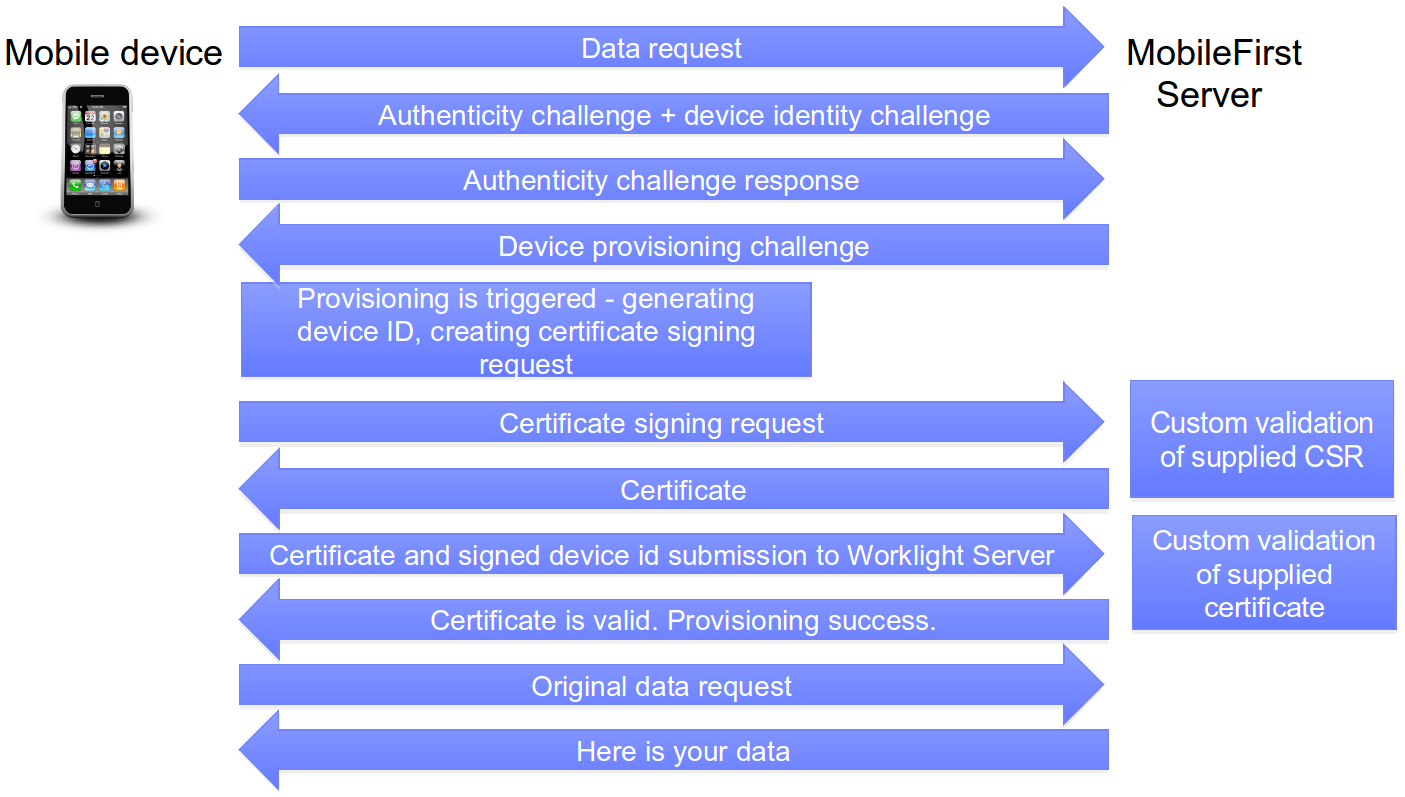 Mobile device
MobileFirst
Server
Data request
Authenticity challenge + device identity challenge
Authenticity challenge response
Device provisioning challenge
Provisioning is triggered - generating
device ID, creating certificate signing
request
Certificate signing request
Custom validation
of supplied CSR
Certificate
Certificate and signed device id submission to Worklight Server
Custom validation
of supplied
certificate
Certificate is valid. Provisioning success.
Original data request
Here is your data